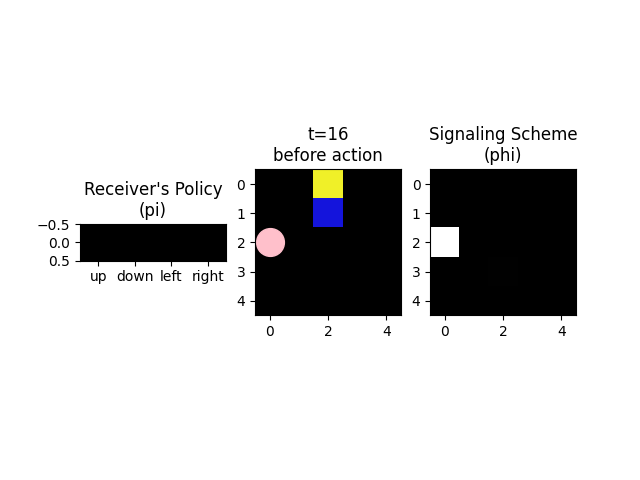 Receiver's Policy
(pi)
−0.5
0.0
0.5
up down left right
t=16
before action
0
1
2
3
4
0 2 4
Signaling Scheme
(phi)
0
1
2
3
4
0 2 4